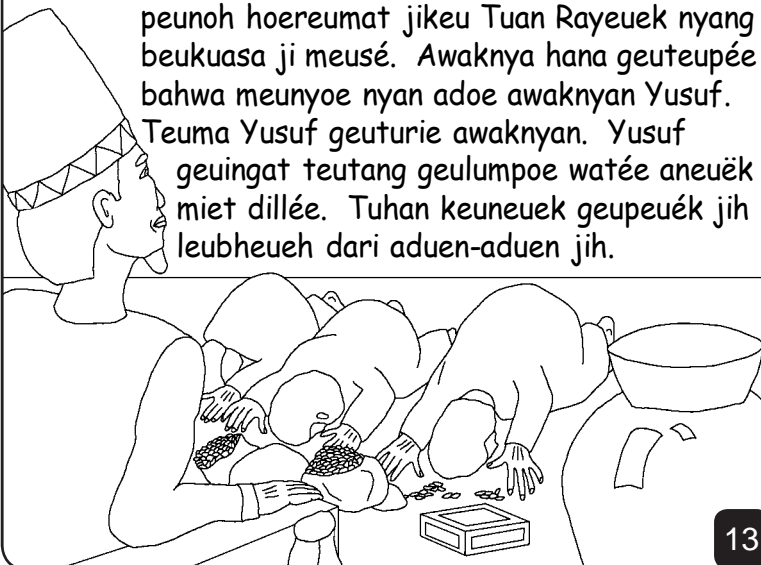 peunoh hoereumat jikeu Tuan Rayeuek nyang
beukuasa ji meusé. Awaknya hana geuteupée
bahwa meunyoe nyan adoe awaknyan Yusuf.
Teuma Yusuf geuturie awaknyan. Yusuf
geuingat teutang geulumpoe watée aneuëk
miet dillée. Tuhan keuneuek geupeuék jih
leubheueh dari aduen-aduen jih.
13